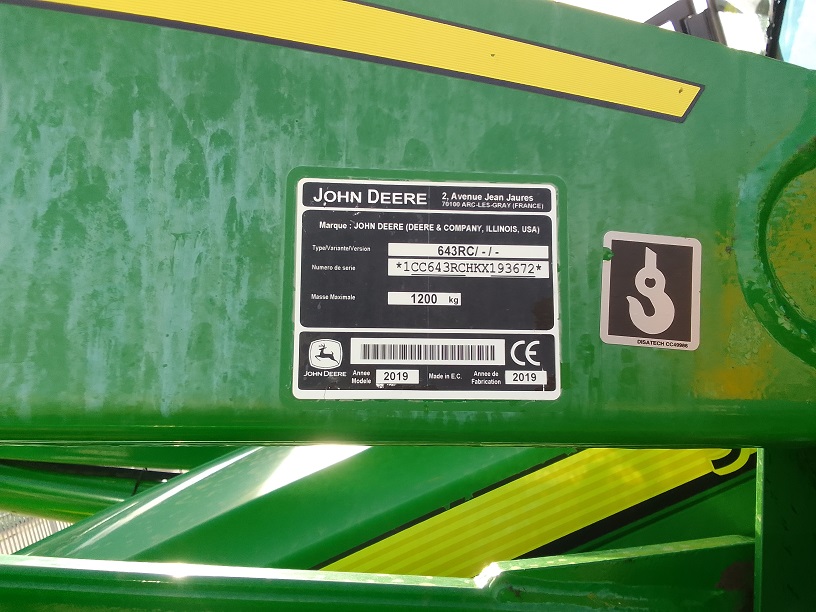 JOHN DEERE
2, Avenue Jean Jaures
70100 ARC-LES-GRAY (FRANCE)
Marque : JOHN DEERE (DEERE & COMPANY, ILLINOIS, USA)
Type/Variante/Version 643RC/ - / -
Numero de serie *1CC643RCHKX193672*
Masse Maximale 1200 kg
JOHN DEERE
CE
Annee Modele 2019
Made in E.C.
Annee de Fabrication 2019
DISATECH CC49986